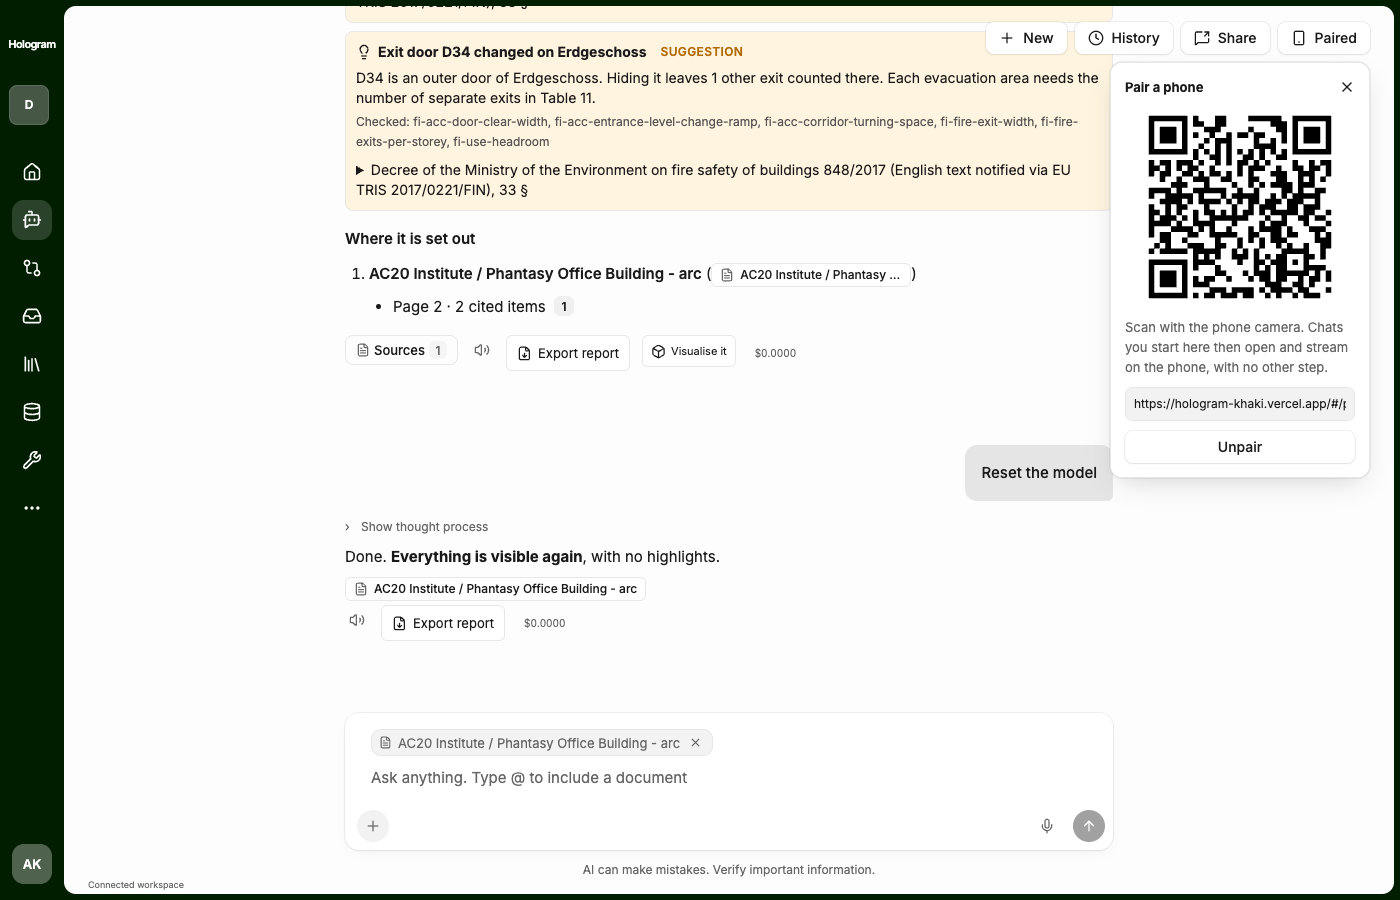 Hologram
D
AK
Connected workspace
New
History
Share
Paired
Exit door D34 changed on Erdgeschoss SUGGESTION
D34 is an outer door of Erdgeschoss. Hiding it leaves 1 other exit counted there. Each evacuation area needs the
number of separate exits in Table 11.
Checked: fi-acc-door-clear-width, fi-acc-entrance-level-change-ramp, fi-acc-corridor-turning-space, fi-fire-exit-width, fi-fire-
exits-per-storey, fi-use-headroom
Decree of the Ministry of the Environment on fire safety of buildings 848/2017 (English text notified via EU
TRIS 2017/0221/FIN), 33 §
Where it is set out
1. AC20 Institute / Phantasy Office Building - arc (AC20 Institute / Phantasy ...)
• Page 2 · 2 cited items 1
Sources 1
Export report
Visualise it
$0.0000
Reset the model
Show thought process
Done. Everything is visible again, with no highlights.
AC20 Institute / Phantasy Office Building - arc
Export report
$0.0000
AC20 Institute / Phantasy Office Building - arc
Ask anything. Type @ to include a document
AI can make mistakes. Verify important information.
Pair a phone
Scan with the phone camera. Chats
you start here then open and stream
on the phone, with no other step.
https://hologram-khaki.vercel.app/#/p
Unpair